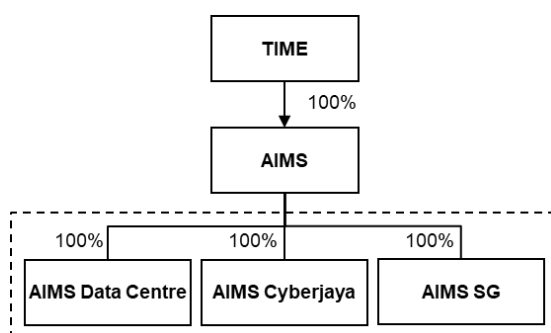 TIME
100%
AIMS
100%
100%
100%
AIMS Data Centre
AIMS Cyberjaya
AIMS SG